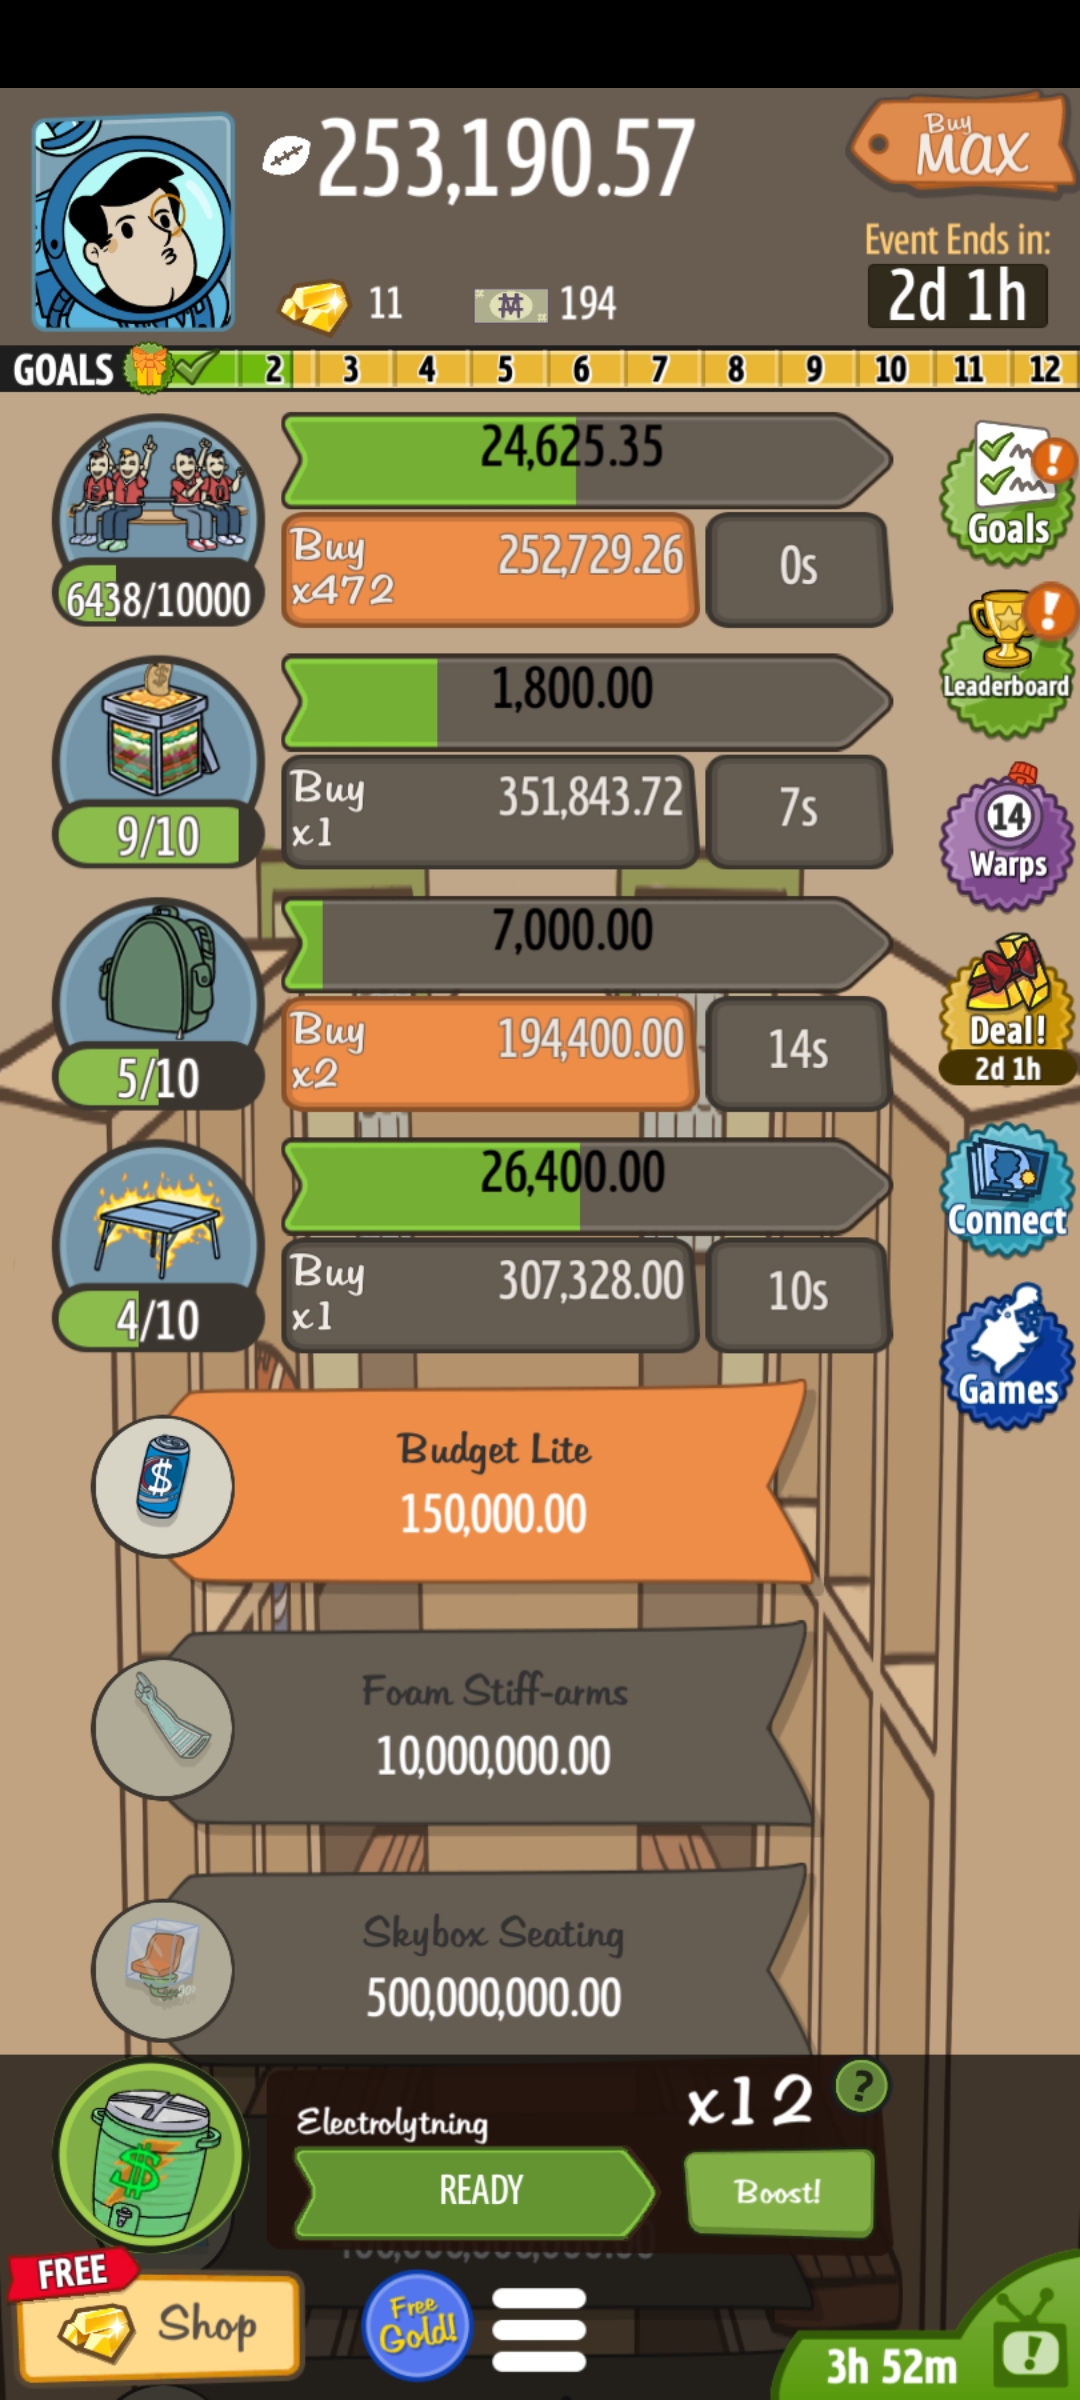 253,190.57
Buy
MAX
Event Ends in:
2d 1h
11
194
GOALS 2 3 4 5 6 7 8 9 10 11 12
24,625.35
Buy
x472
252,729.26
0s
6438/10000
Goals
Leaderboard
1,800.00
Buy
x1
351,843.72
7s
9/10
14
Warps
7,000.00
Buy
x2
194,400.00
14s
5/10
Deal!
2d 1h
26,400.00
Buy
x1
307,328.00
10s
4/10
Connect
Games
Budget Lite
150,000.00
Foam Stiff-arms
10,000,000.00
Skybox Seating
500,000,000.00
Electrolytning
x12
?
READY
Boost!
FREE
Shop
Free
Gold!
3h 52m